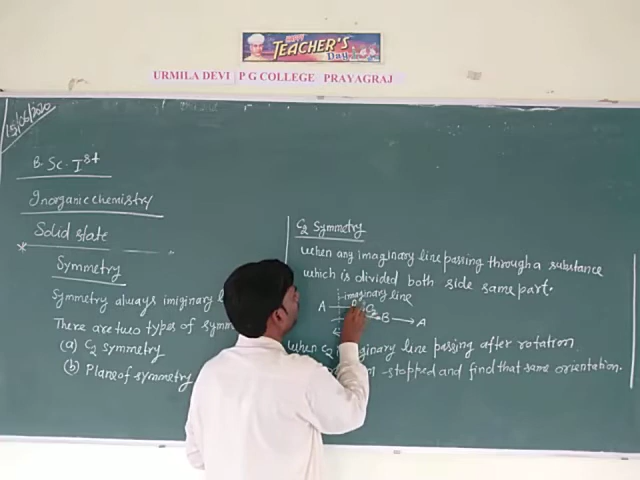 HAPPY
TEACHER'S
Day
URMILA DEVI P G COLLEGE PRAYAGRAJ
15/06/2020
B.Sc. Ist
Inorganic chemistry
Solid state
Symmetry
Symmetry always imiginary
There are two types of symm
(a) C2 symmetry
(b) Plane of symmetry
C2 Symmetry
When any imaginary line passing through a substance
which is divided both side same part.
imaginary line
A B A
When C2 imaginary line passing after rotation
stopped and find that same orientation.